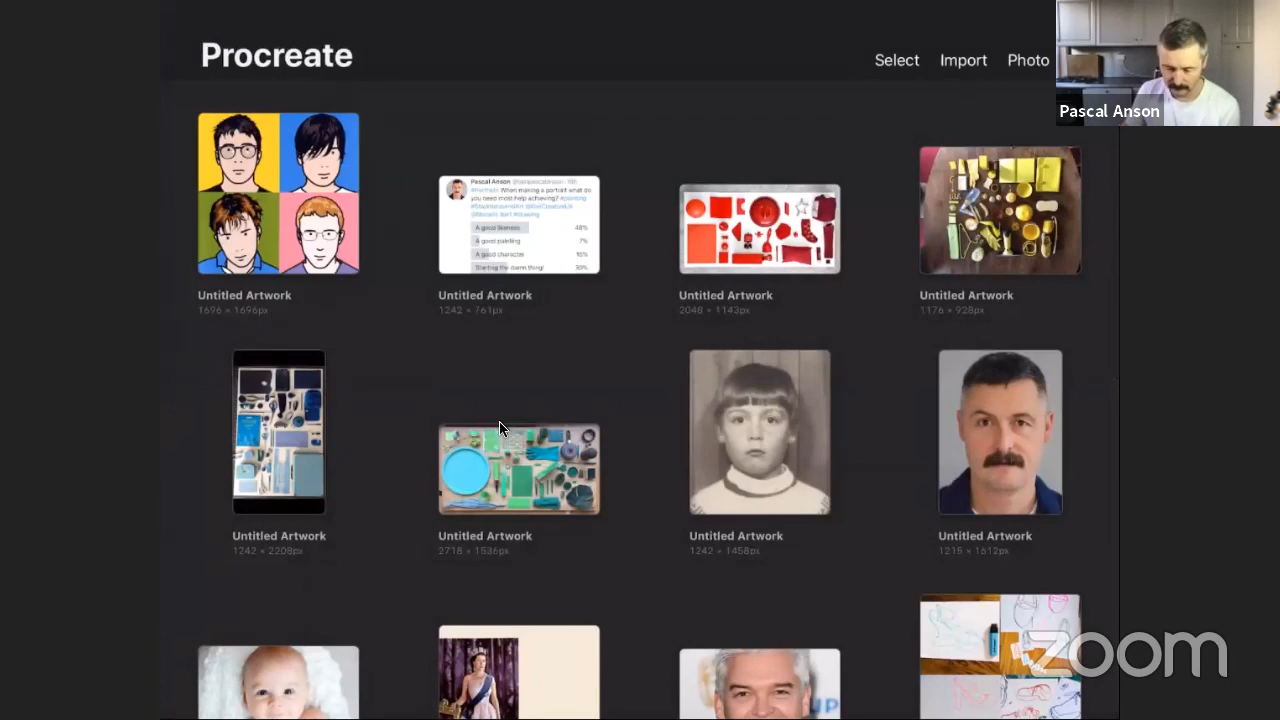 Procreate
Select Import Photo
Pascal Anson
Pascal Anson
#Portraits When making a portrait what do
you need most help achieving? #painting
A good likeness 48%
A good painting 7%
A good character 15%
Starting the damn thing! 30%
Untitled Artwork
1696 × 1696px
Untitled Artwork
1242 × 761px
Untitled Artwork
2048 × 1143px
Untitled Artwork
1176 × 928px
Untitled Artwork
1242 × 2208px
Untitled Artwork
2718 × 1536px
Untitled Artwork
1242 × 1458px
Untitled Artwork
1215 × 1612px
UP
zoom